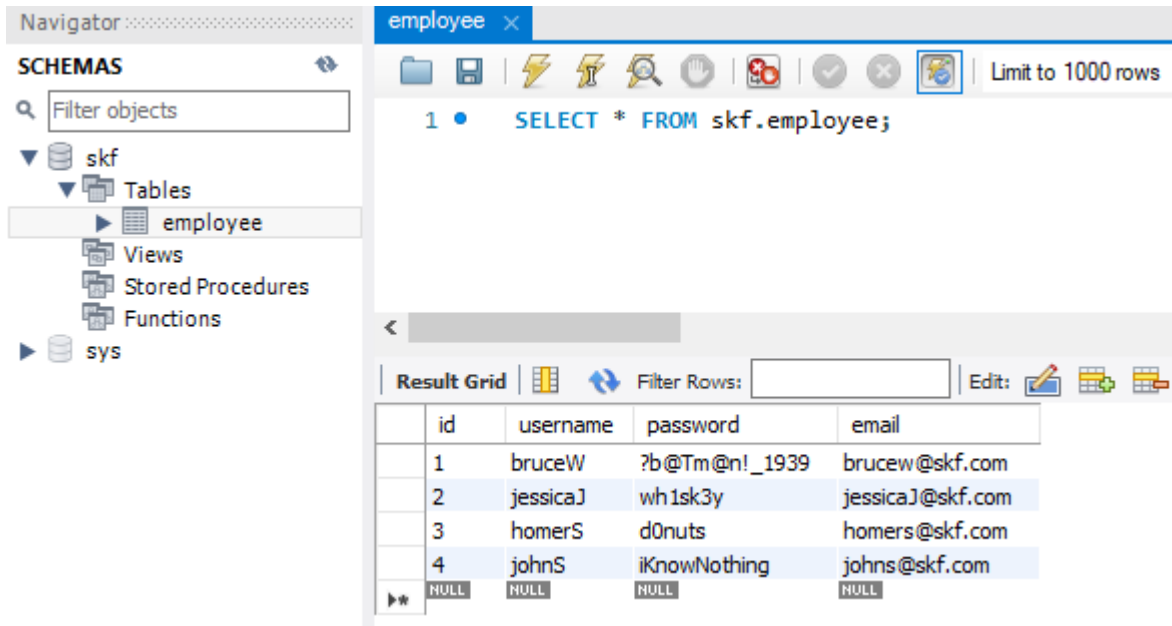 Navigator
SCHEMAS
Filter objects
skf
Tables
employee
Views
Stored Procedures
Functions
sys
employee ×
Limit to 1000 rows
1 SELECT * FROM skf.employee;
Result Grid Filter Rows: Edit:
id username password email
1 bruceW ?b@Tm@n!_1939 brucew@skf.com
2 jessicaJ wh1sk3y jessicaJ@skf.com
3 homerS d0nuts homers@skf.com
4 johnS iKnowNothing johns@skf.com
NULL NULL NULL NULL